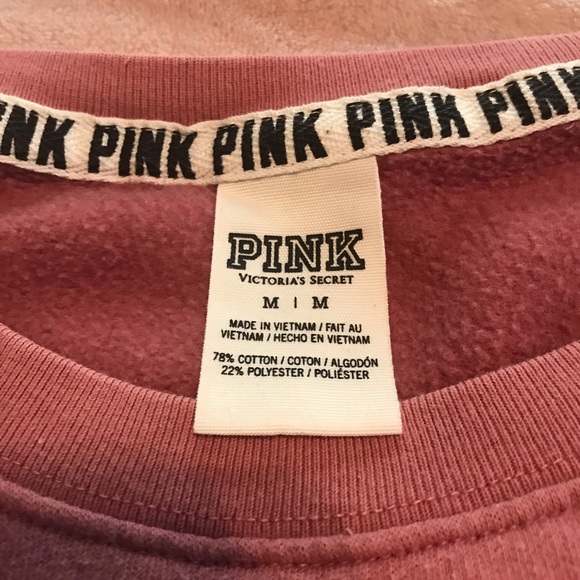 NK PINK PINK PINK PINK
PINK
VICTORIA'S SECRET
M | M
MADE IN VIETNAM / FAIT AU
VIETNAM / HECHO EN VIETNAM
78% COTTON / COTON / ALGODÓN
22% POLYESTER / POLIÉSTER